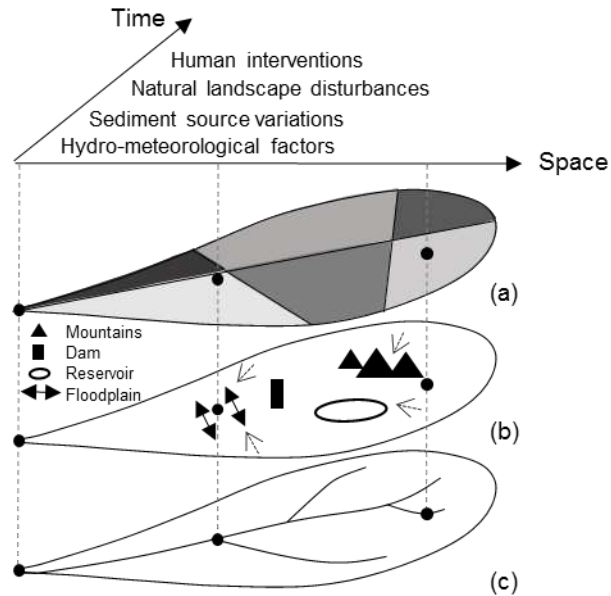 Time
Human interventions
Natural landscape disturbances
Sediment source variations
Hydro-meteorological factors
Space
(a)
Mountains
Dam
Reservoir
Floodplain
(b)
(c)